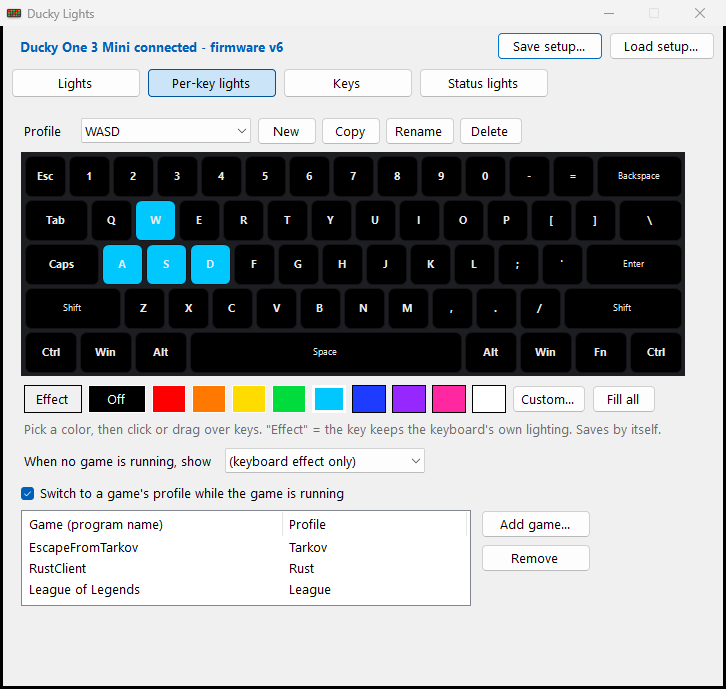 Ducky Lights
Ducky One 3 Mini connected - firmware v6
Save setup... Load setup...
Lights Per-key lights Keys Status lights
Profile WASD New Copy Rename Delete
Esc 1 2 3 4 5 6 7 8 9 0 - = Backspace
Tab Q W E R T Y U I O P [ ] \
Caps A S D F G H J K L ; ' Enter
Shift Z X C V B N M , . / Shift
Ctrl Win Alt Space Alt Win Fn Ctrl
Effect Off Custom... Fill all
Pick a color, then click or drag over keys. "Effect" = the key keeps the keyboard's own lighting. Saves by itself.
When no game is running, show (keyboard effect only)
Switch to a game's profile while the game is running
Game (program name) Profile
EscapeFromTarkov Tarkov
RustClient Rust
League of Legends League
Add game...
Remove